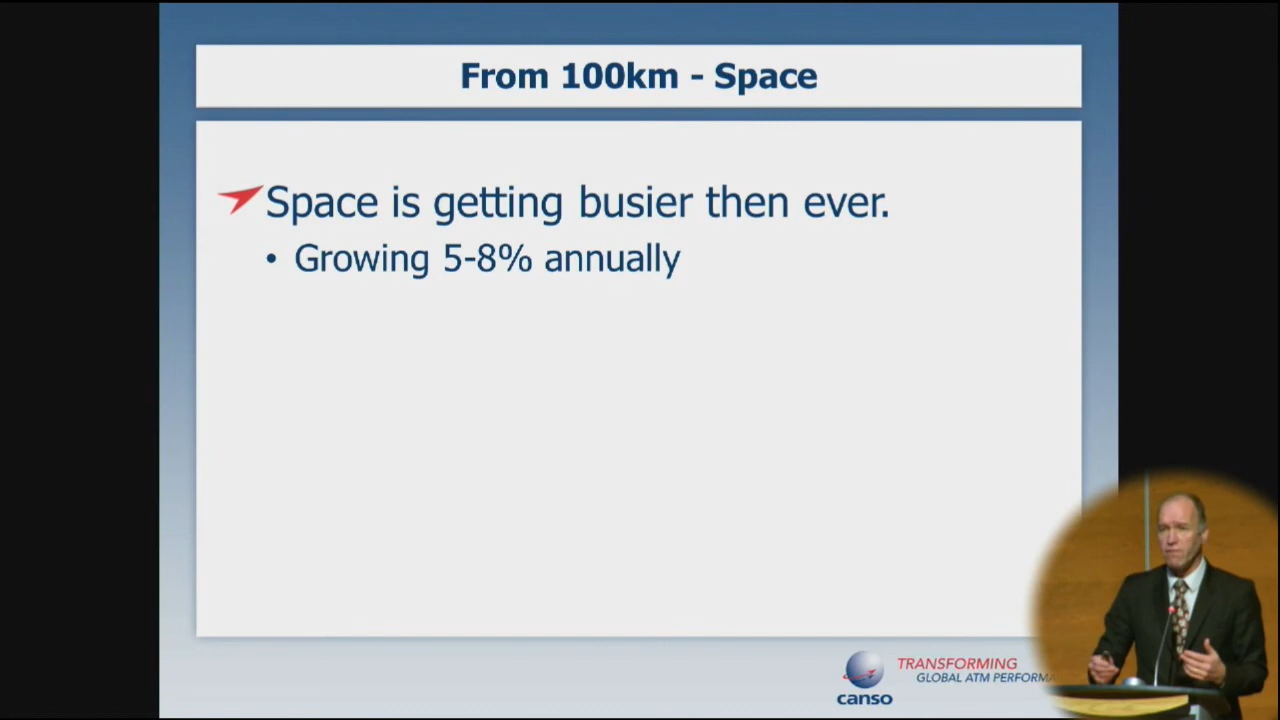 From 100km - Space
Space is getting busier then ever.
• Growing 5-8% annually
TRANSFORMING
GLOBAL ATM PERFORMA
canso